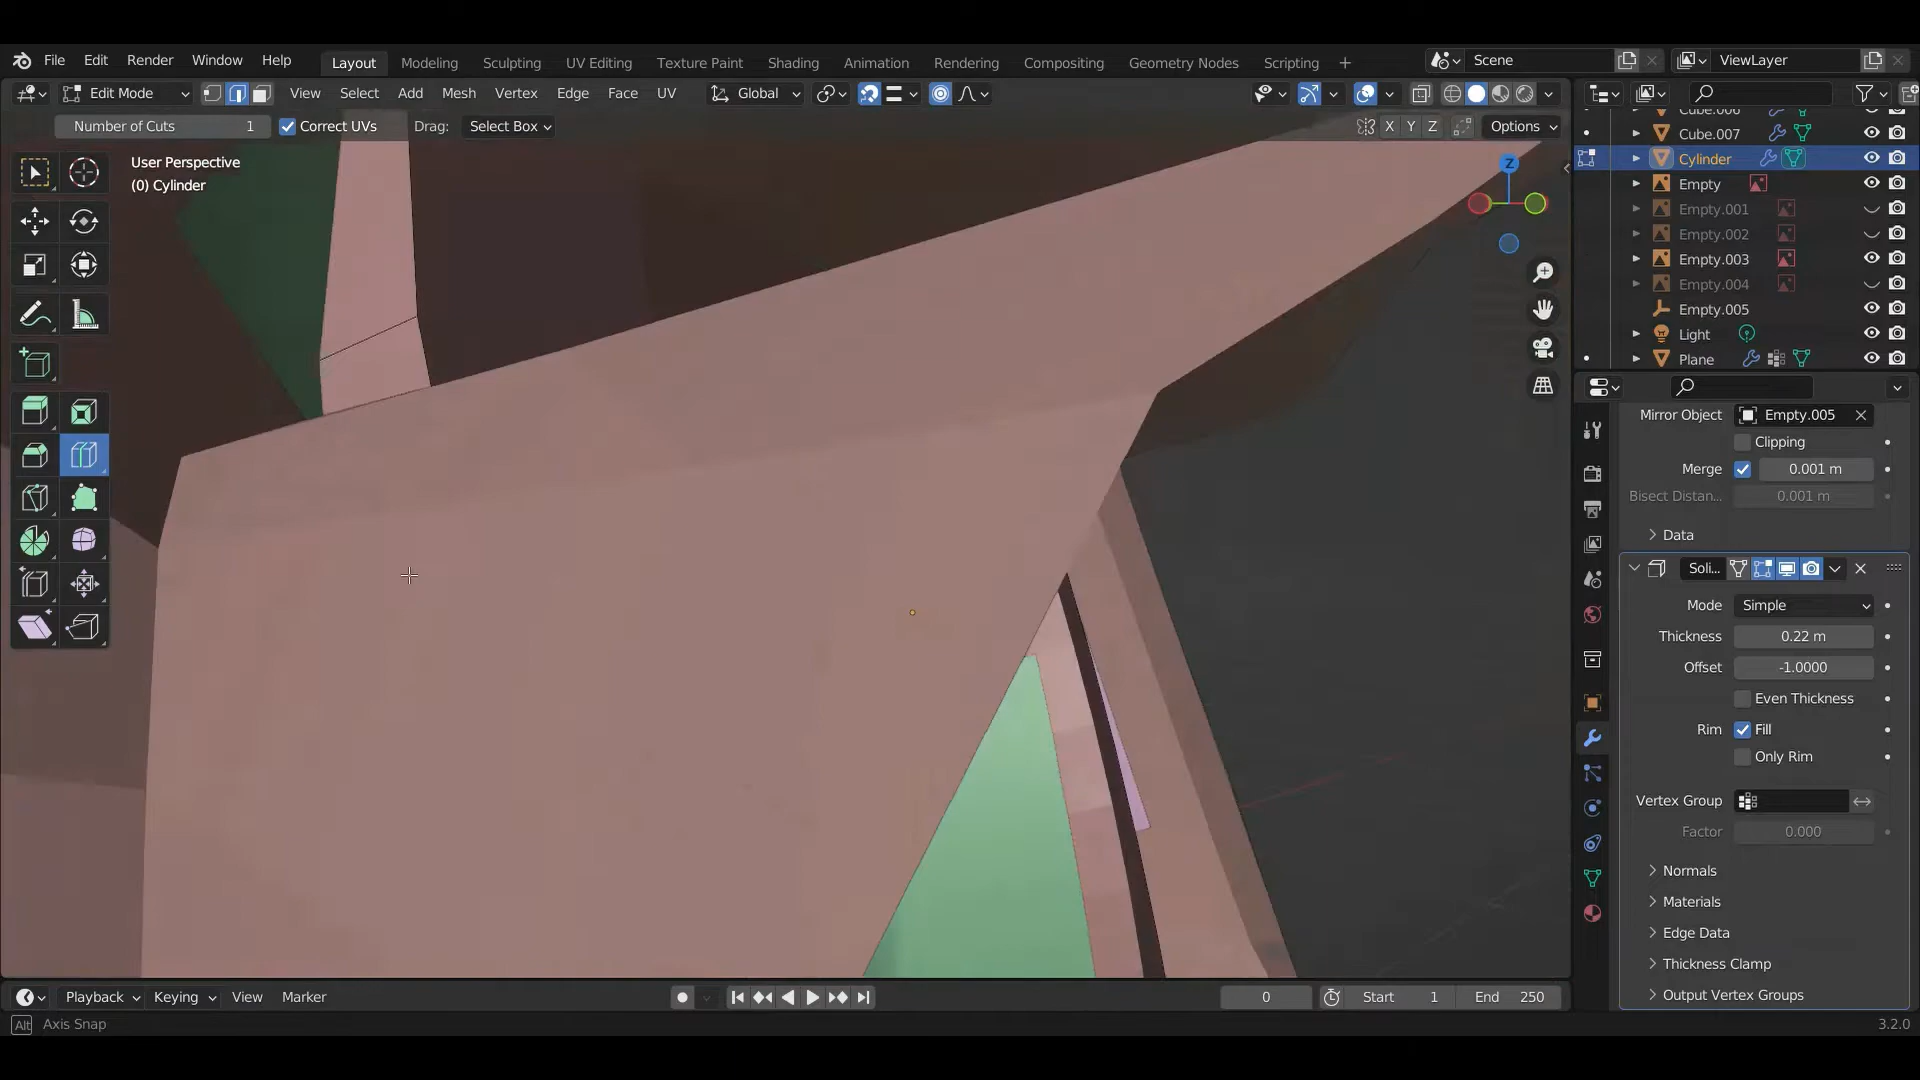 File Edit Render Window Help Layout Modeling Sculpting UV Editing Texture Paint Shading Animation Rendering Compositing Geometry Nodes Scripting + Scene ViewLayer
Edit Mode View Select Add Mesh Vertex Edge Face UV Global
Number of Cuts 1 Correct UVs Drag: Select Box X Y Z Options
User Perspective
(0) Cylinder
Z
Cube.006
Cube.007
Cylinder
Empty
Empty.001
Empty.002
Empty.003
Empty.004
Empty.005
Light
Plane
Mirror Object Empty.005
Clipping
Merge 0.001 m
Bisect Distan... 0.001 m
Data
Soli...
Mode Simple
Thickness 0.22 m
Offset -1.0000
Even Thickness
Rim Fill
Only Rim
Vertex Group
Factor 0.000
Normals
Materials
Edge Data
Thickness Clamp
Output Vertex Groups
Playback Keying View Marker 0 Start 1 End 250
Alt Axis Snap 3.2.0